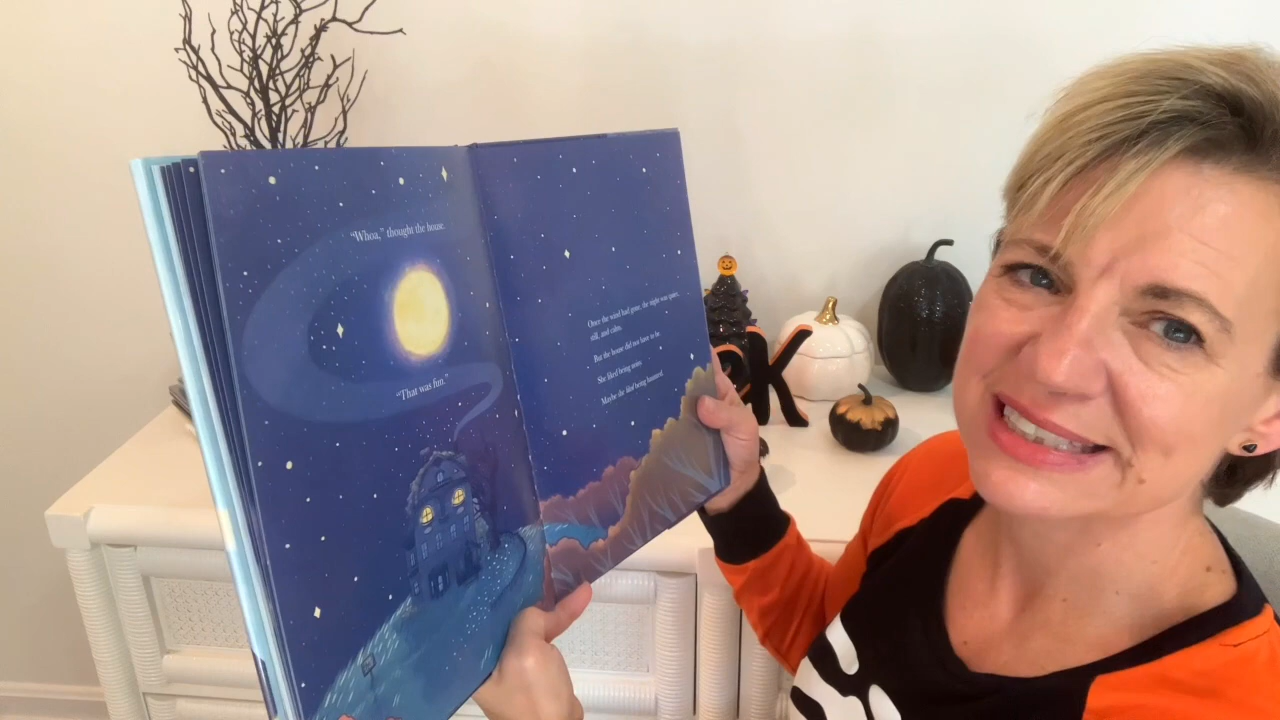 “Whoa,” thought the house.
“That was fun.”
Once the wind had gone, the night was quiet,
still, and calm.
But the house did not have to be.
She liked being noisy.
Maybe she liked being haunted.
OK